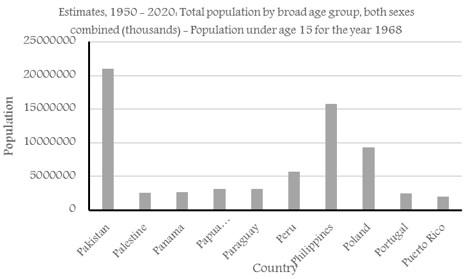 Estimates, 1950 - 2020: Total population by broad age group, both sexes
combined (thousands) - Population under age 15 for the year 1968
25000000
20000000
15000000
10000000
5000000
0
Population
Pakistan
Palestine
Panama
Papua...
Paraguay
Peru
Philippines
Poland
Portugal
Puerto Rico
Country